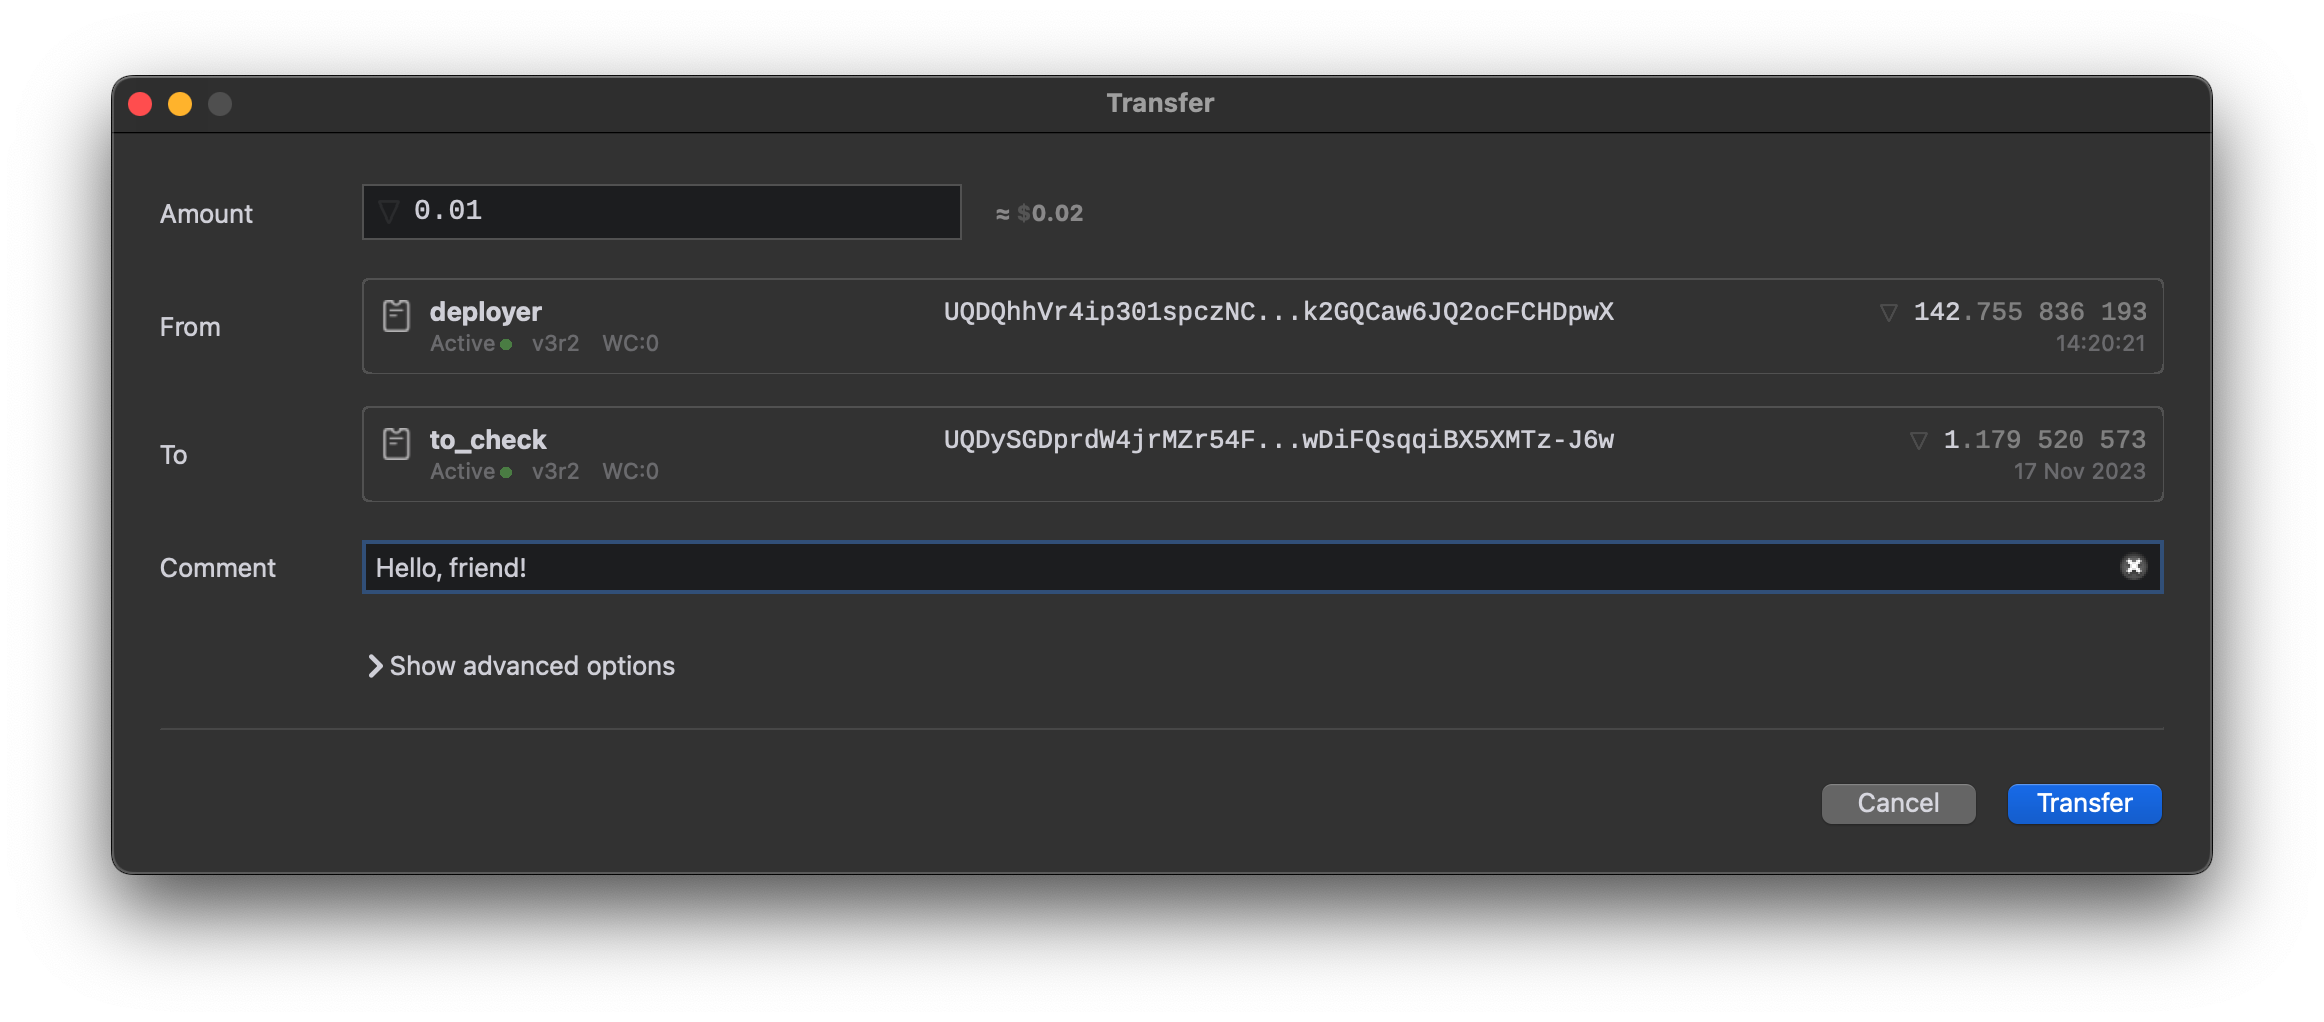 Transfer
Amount
0.01
≈ $0.02
From
deployer
UQDQhhVr4ip301spczNC...k2GQCaw6JQ2ocFCHDpwX
142.755 836 193
Active v3r2 WC:0
14:20:21
To
to_check
UQDySGDprdW4jrMZr54F...wDiFQsqqiBX5XMTz-J6w
1.179 520 573
Active v3r2 WC:0
17 Nov 2023
Comment
Hello, friend!
Show advanced options
Cancel
Transfer